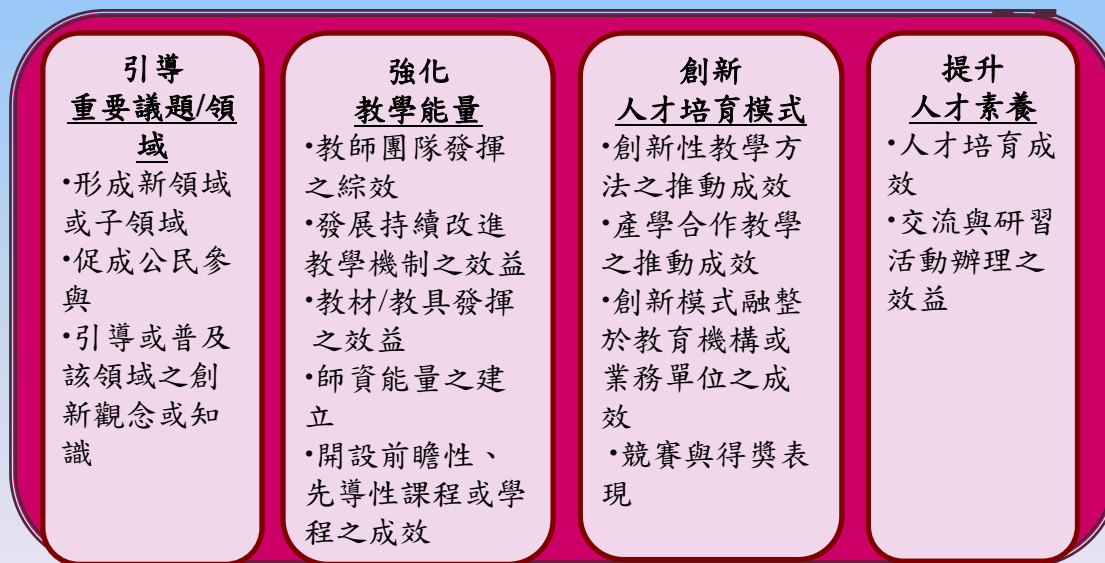 引導
重要議題/領
域
•形成新領域
或子領域
•促成公民參
與
•引導或普及
該領域之創
新觀念或知
識
強化
教學能量
•教師團隊發揮
之綜效
•發展持續改進
教學機制之效益
•教材/教具發揮
之效益
•師資能量之建
立
•開設前瞻性、
先導性課程或學
程之成效
創新
人才培育模式
•創新性教學方
法之推動成效
•產學合作教學
之推動成效
•創新模式融整
於教育機構或
業務單位之成
效
•競賽與得獎表
現
提升
人才素養
•人才培育成
效
•交流與研習
活動辦理之
效益